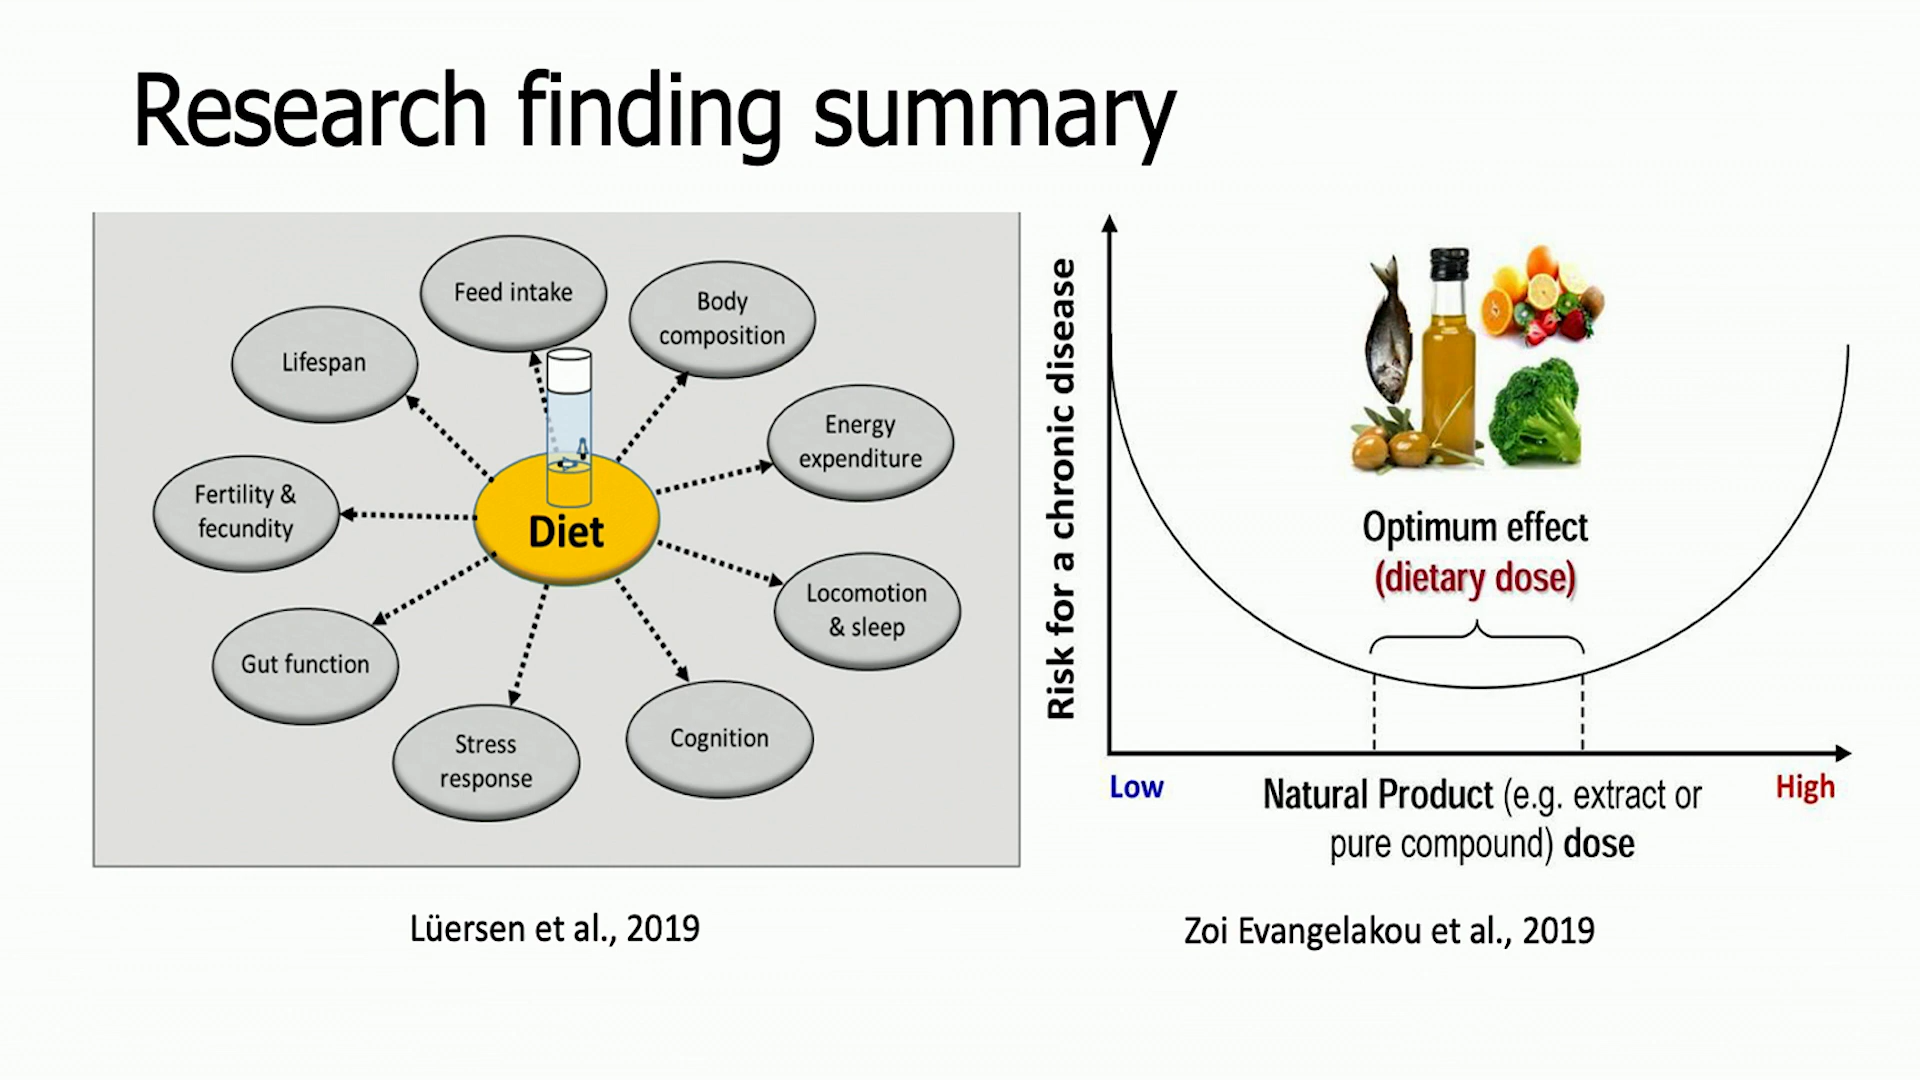 Research finding summary
Feed intake
Body
composition
Lifespan
Energy
expenditure
Fertility &
fecundity
Diet
Locomotion
& sleep
Gut function
Stress
response
Cognition
Lüersen et al., 2019
Risk for a chronic disease
Optimum effect
(dietary dose)
Low
High
Natural Product (e.g. extract or
pure compound) dose
Zoi Evangelakou et al., 2019